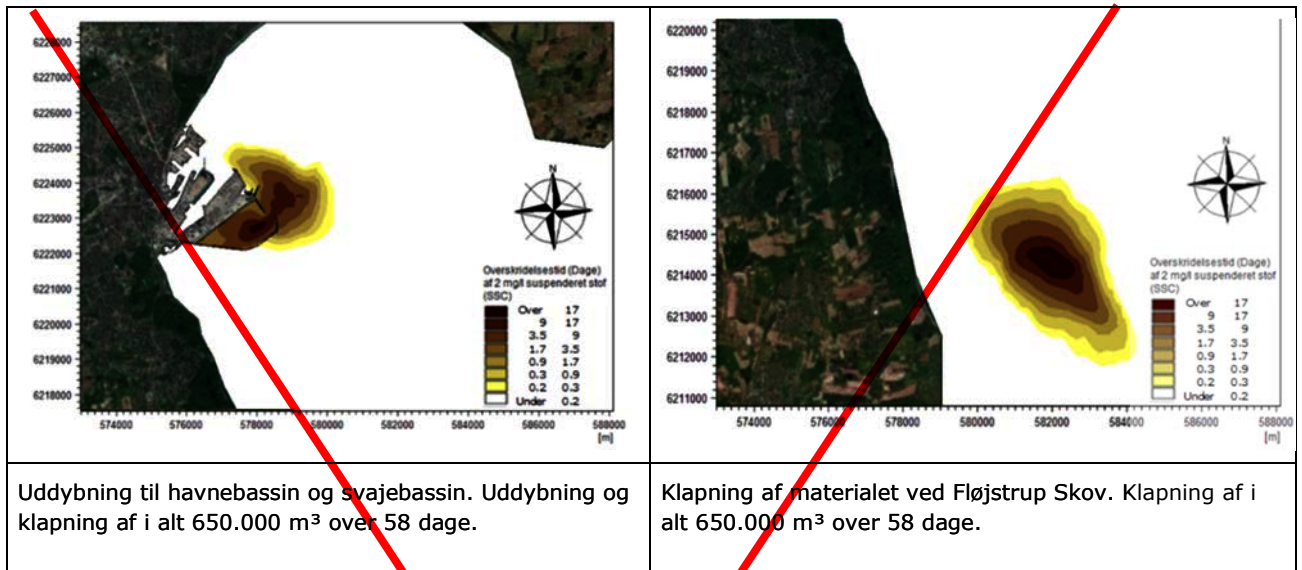 6228000
6227000
6226000
6225000
6224000
6223000
6222000
6221000
6220000
6219000
6218000
574000 576000 578000 580000 582000 584000 586000 588000
[m]
N
Overskridelsestid (Dage)
af 2 mg/l suspenderet stof
(SSC)
Over 17
9 17
3.5 9
1.7 3.5
0.9 1.7
0.3 0.9
0.2 0.3
Under 0.2
6220000
6219000
6218000
6217000
6216000
6215000
6214000
6213000
6212000
6211000
574000 576000 578000 580000 582000 584000 586000 588000
[m]
N
Overskridelsestid (Dage)
af 2 mg/l suspenderet stof
(SSC)
Over 17
9 17
3.5 9
1.7 3.5
0.9 1.7
0.3 0.9
0.2 0.3
Under 0.2
Uddybning til havnebassin og svajebassin. Uddybning og
klapning af i alt 650.000 m³ over 58 dage.
Klapning af materialet ved Fløjstrup Skov. Klapning af i
alt 650.000 m³ over 58 dage.